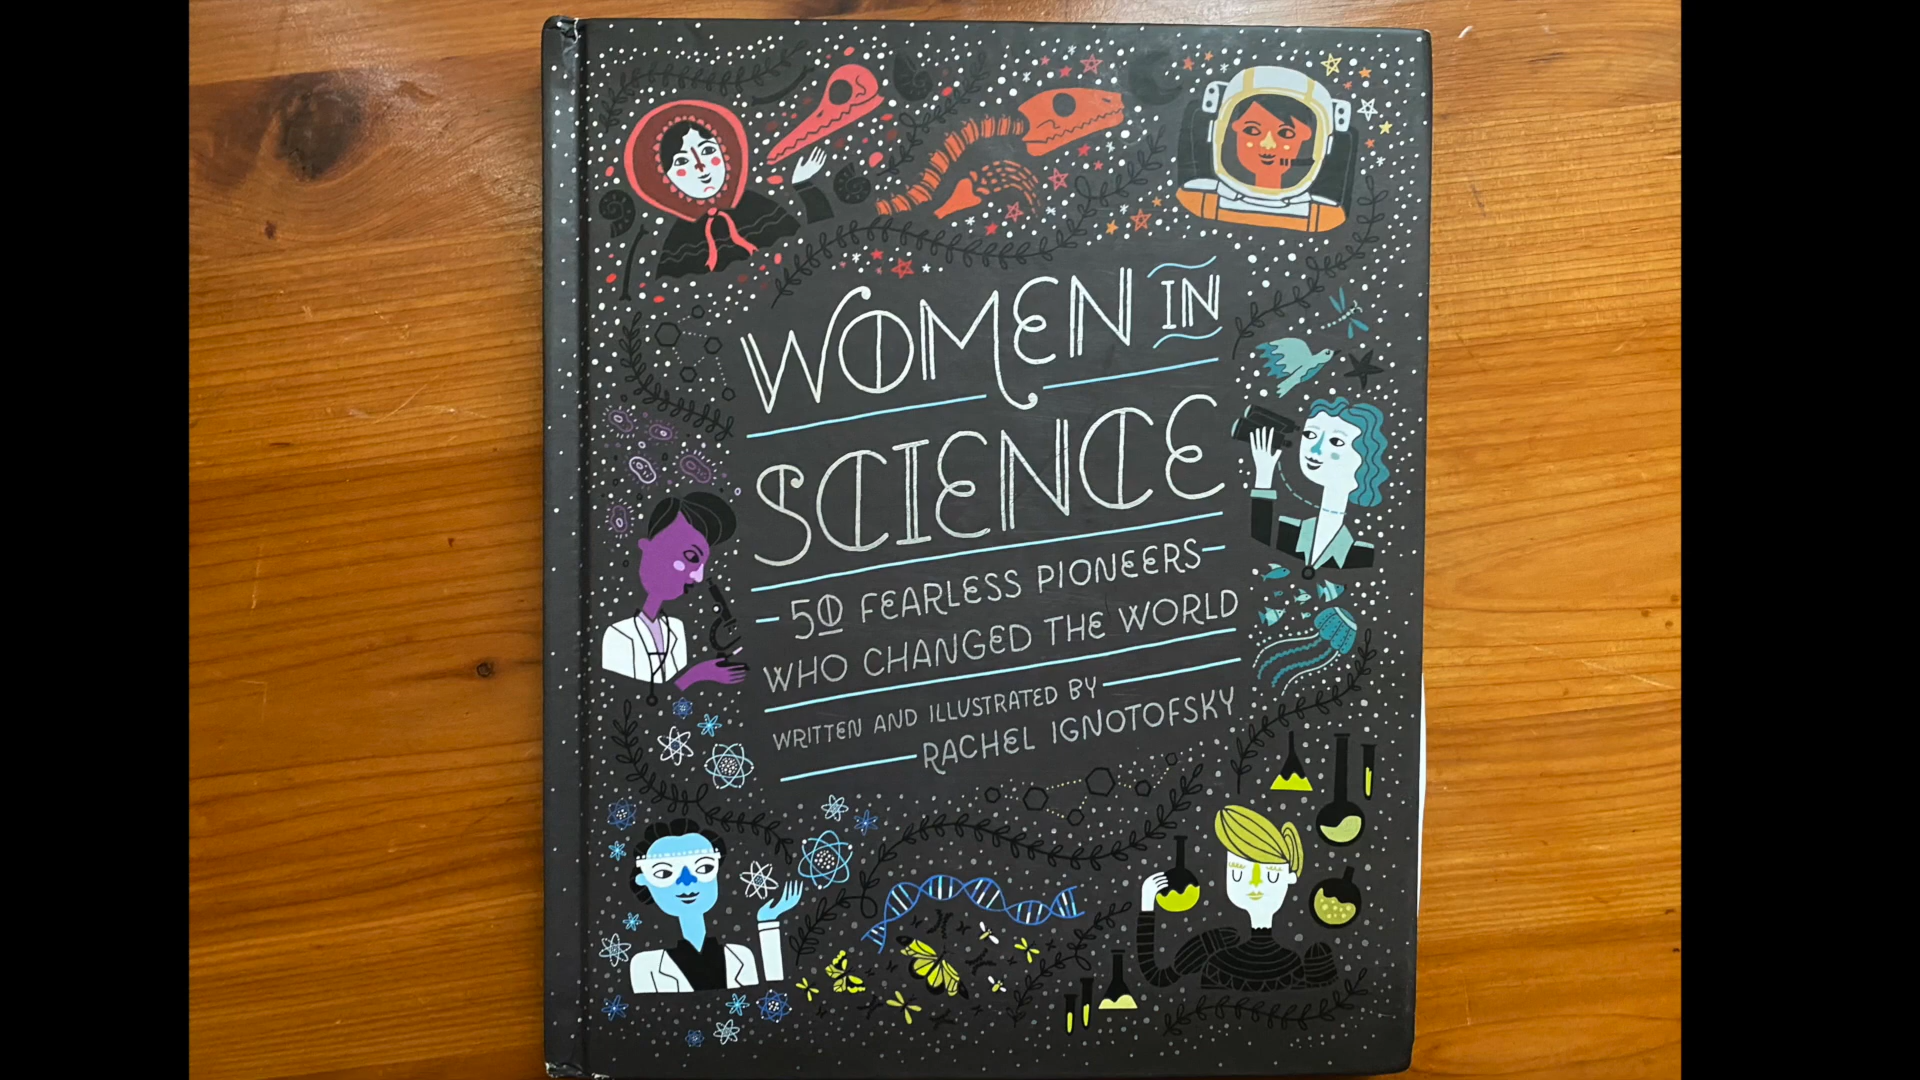 WOMEN IN
SCIENCE
50 FEARLESS PIONEERS
WHO CHANGED THE WORLD
WRITTEN AND ILLUSTRATED BY
RACHEL IGNOTOFSKY